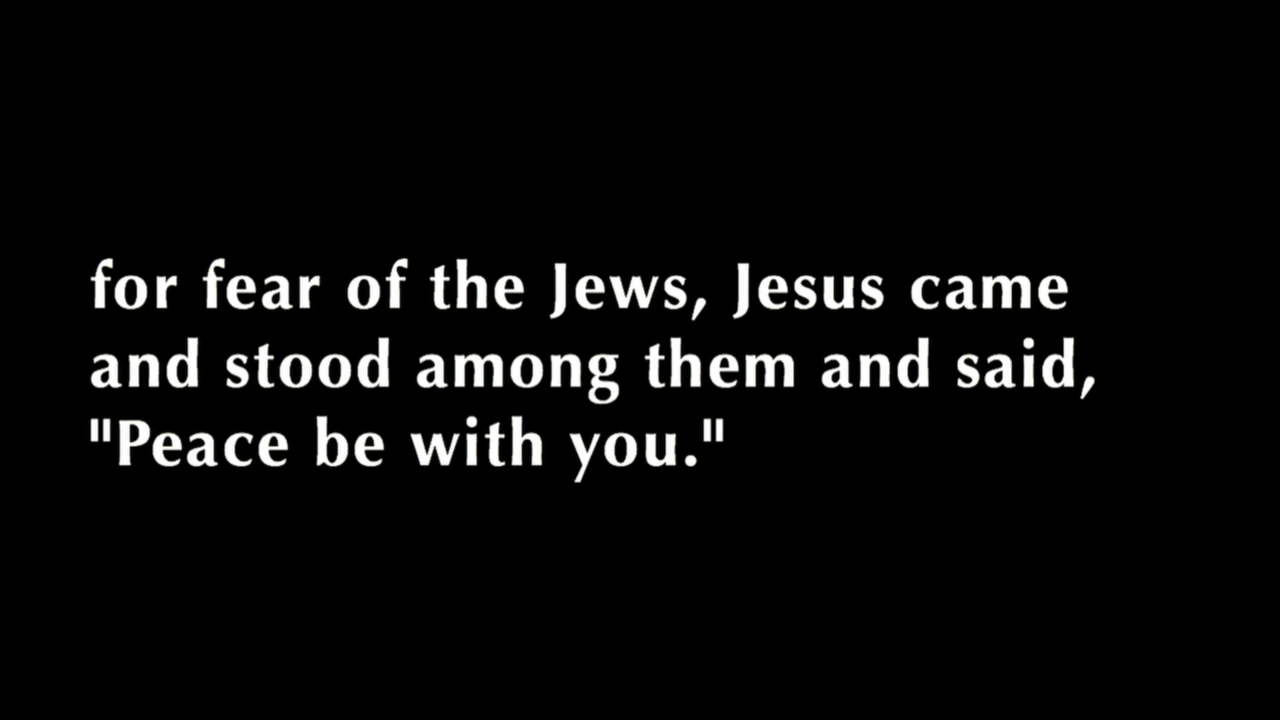 for fear of the Jews, Jesus came
and stood among them and said,
"Peace be with you."